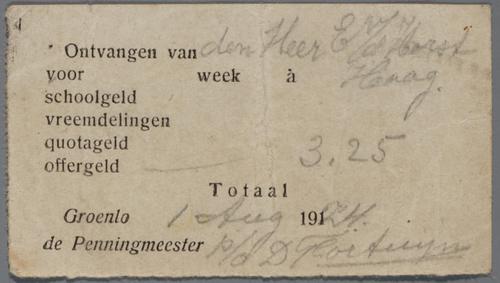 Ontvangen van den Heer E v/d Horst
voor week à Haag.
schoolgeld
vreemdelingen
quotageld 3.25
offergeld
Totaal
Groenlo 1 Aug 1924.
de Penningmeester p/o D Fortuyn